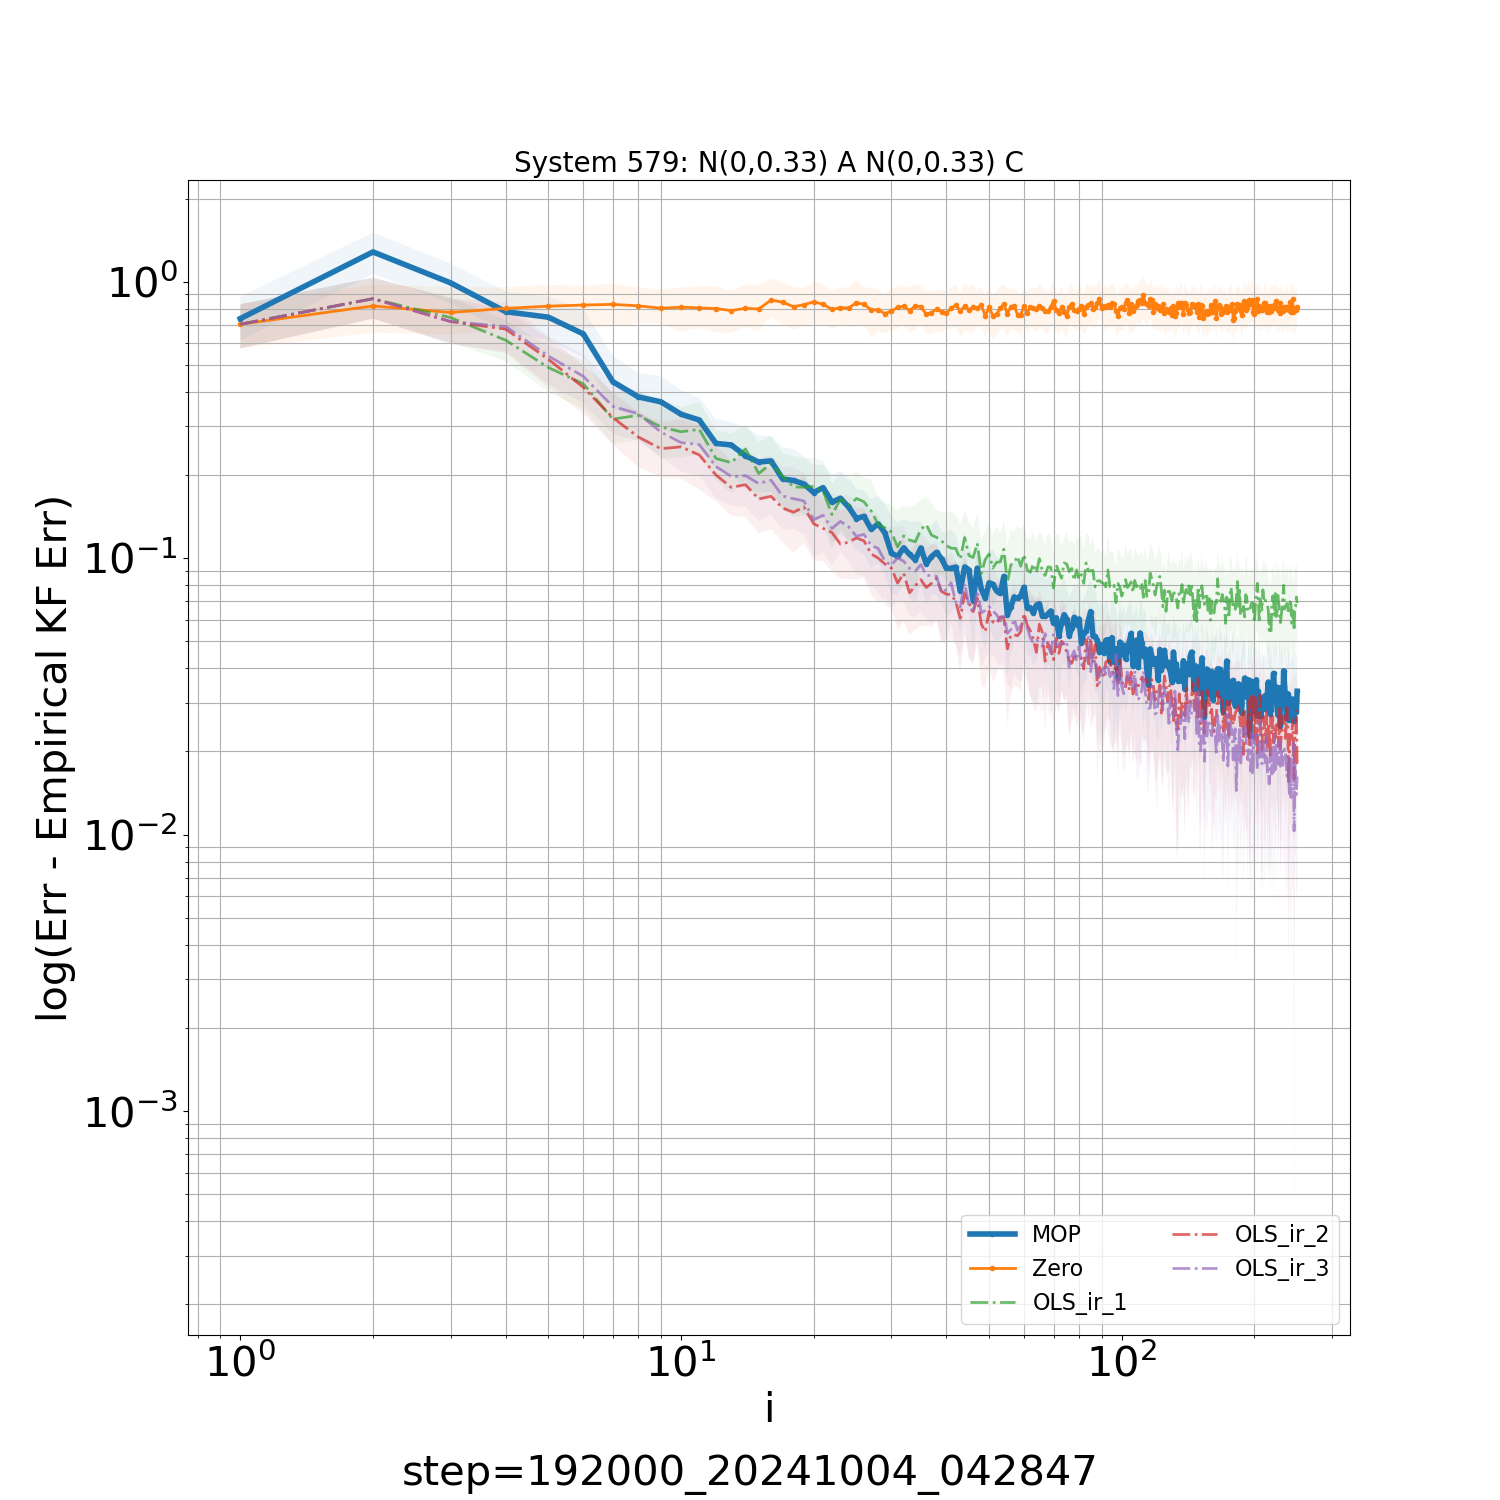 System 579: N(0,0.33) A N(0,0.33) C
log(Err - Empirical KF Err)
10^0
10^-1
10^-2
10^-3
MOP
Zero
OLS_ir_1
OLS_ir_2
OLS_ir_3
10^0
10^1
10^2
i
step=192000_20241004_042847